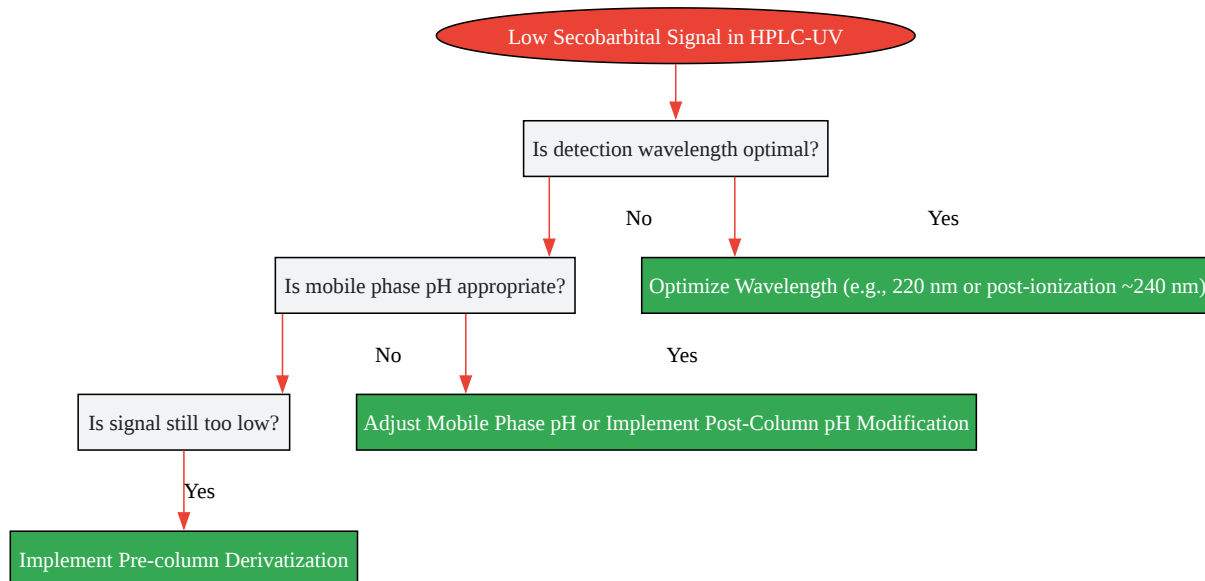 Low Secobarbital Signal in HPLC-UV
Is detection wavelength optimal?
No
Yes
Is mobile phase pH appropriate?
Optimize Wavelength (e.g., 220 nm or post-ionization ~240 nm)
No
Yes
Is signal still too low?
Adjust Mobile Phase pH or Implement Post-Column pH Modification
Yes
Implement Pre-column Derivatization